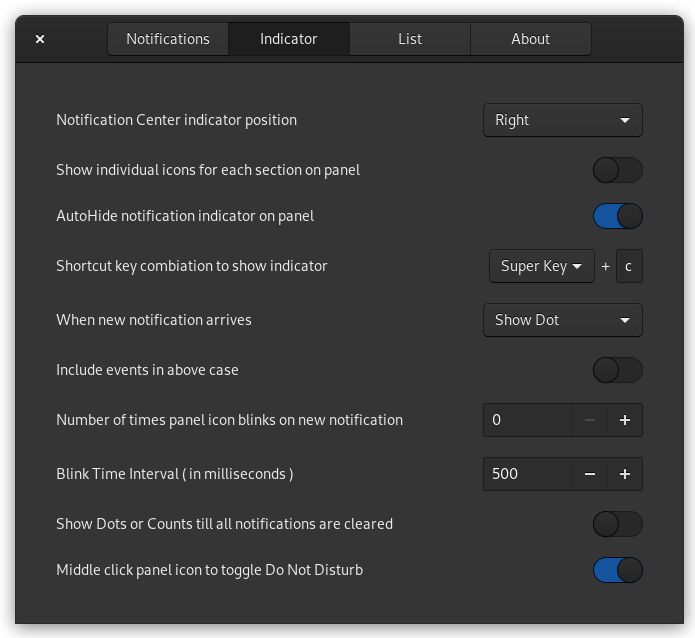 Notifications Indicator List About
Notification Center indicator position Right
Show individual icons for each section on panel
AutoHide notification indicator on panel
Shortcut key combiation to show indicator Super Key + c
When new notification arrives Show Dot
Include events in above case
Number of times panel icon blinks on new notification 0 − +
Blink Time Interval ( in milliseconds ) 500 − +
Show Dots or Counts till all notifications are cleared
Middle click panel icon to toggle Do Not Disturb